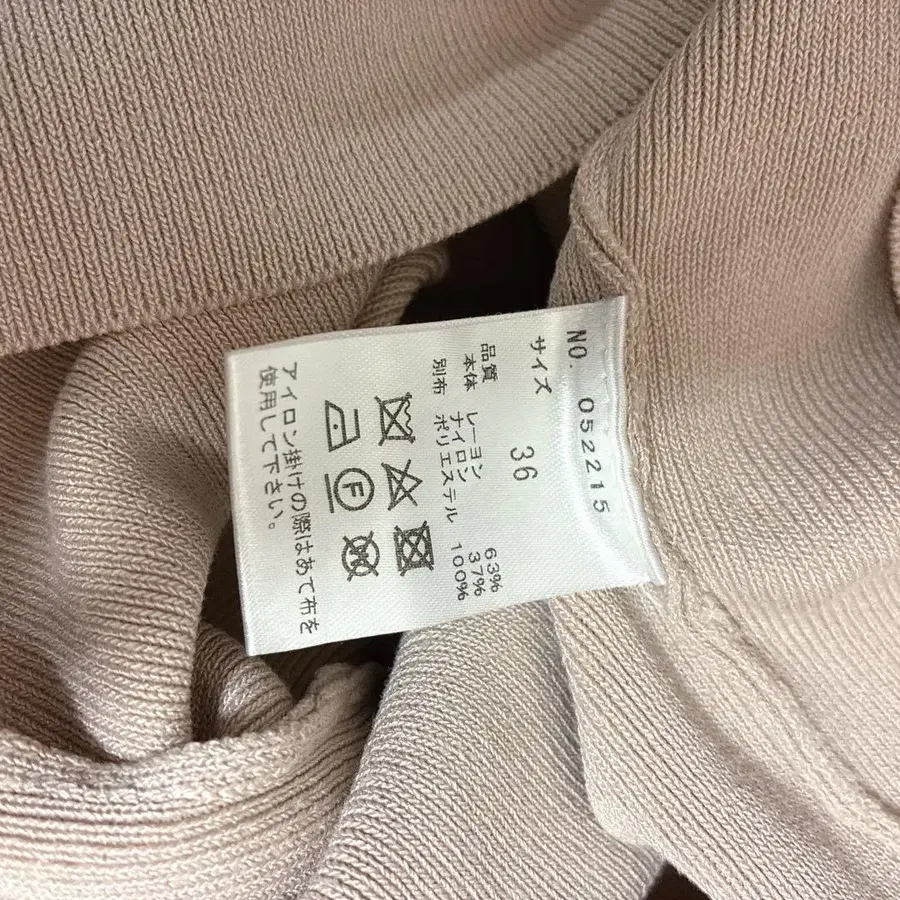 NO. 052215
サイズ 36
品質
本体 レーヨン 63%
ナイロン 37%
別布 ポリエステル 100%
F
W
アイロン掛けの際はあて布を
使用して下さい。